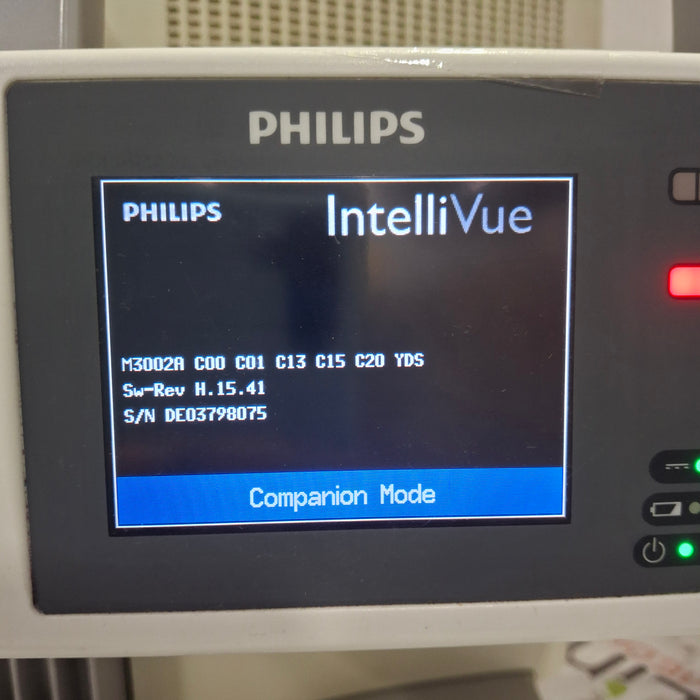 PHILIPS
PHILIPS IntelliVue
M3002A C00 C01 C13 C15 C20 YDS
Sw-Rev H.15.41
S/N DE03798075
Companion Mode